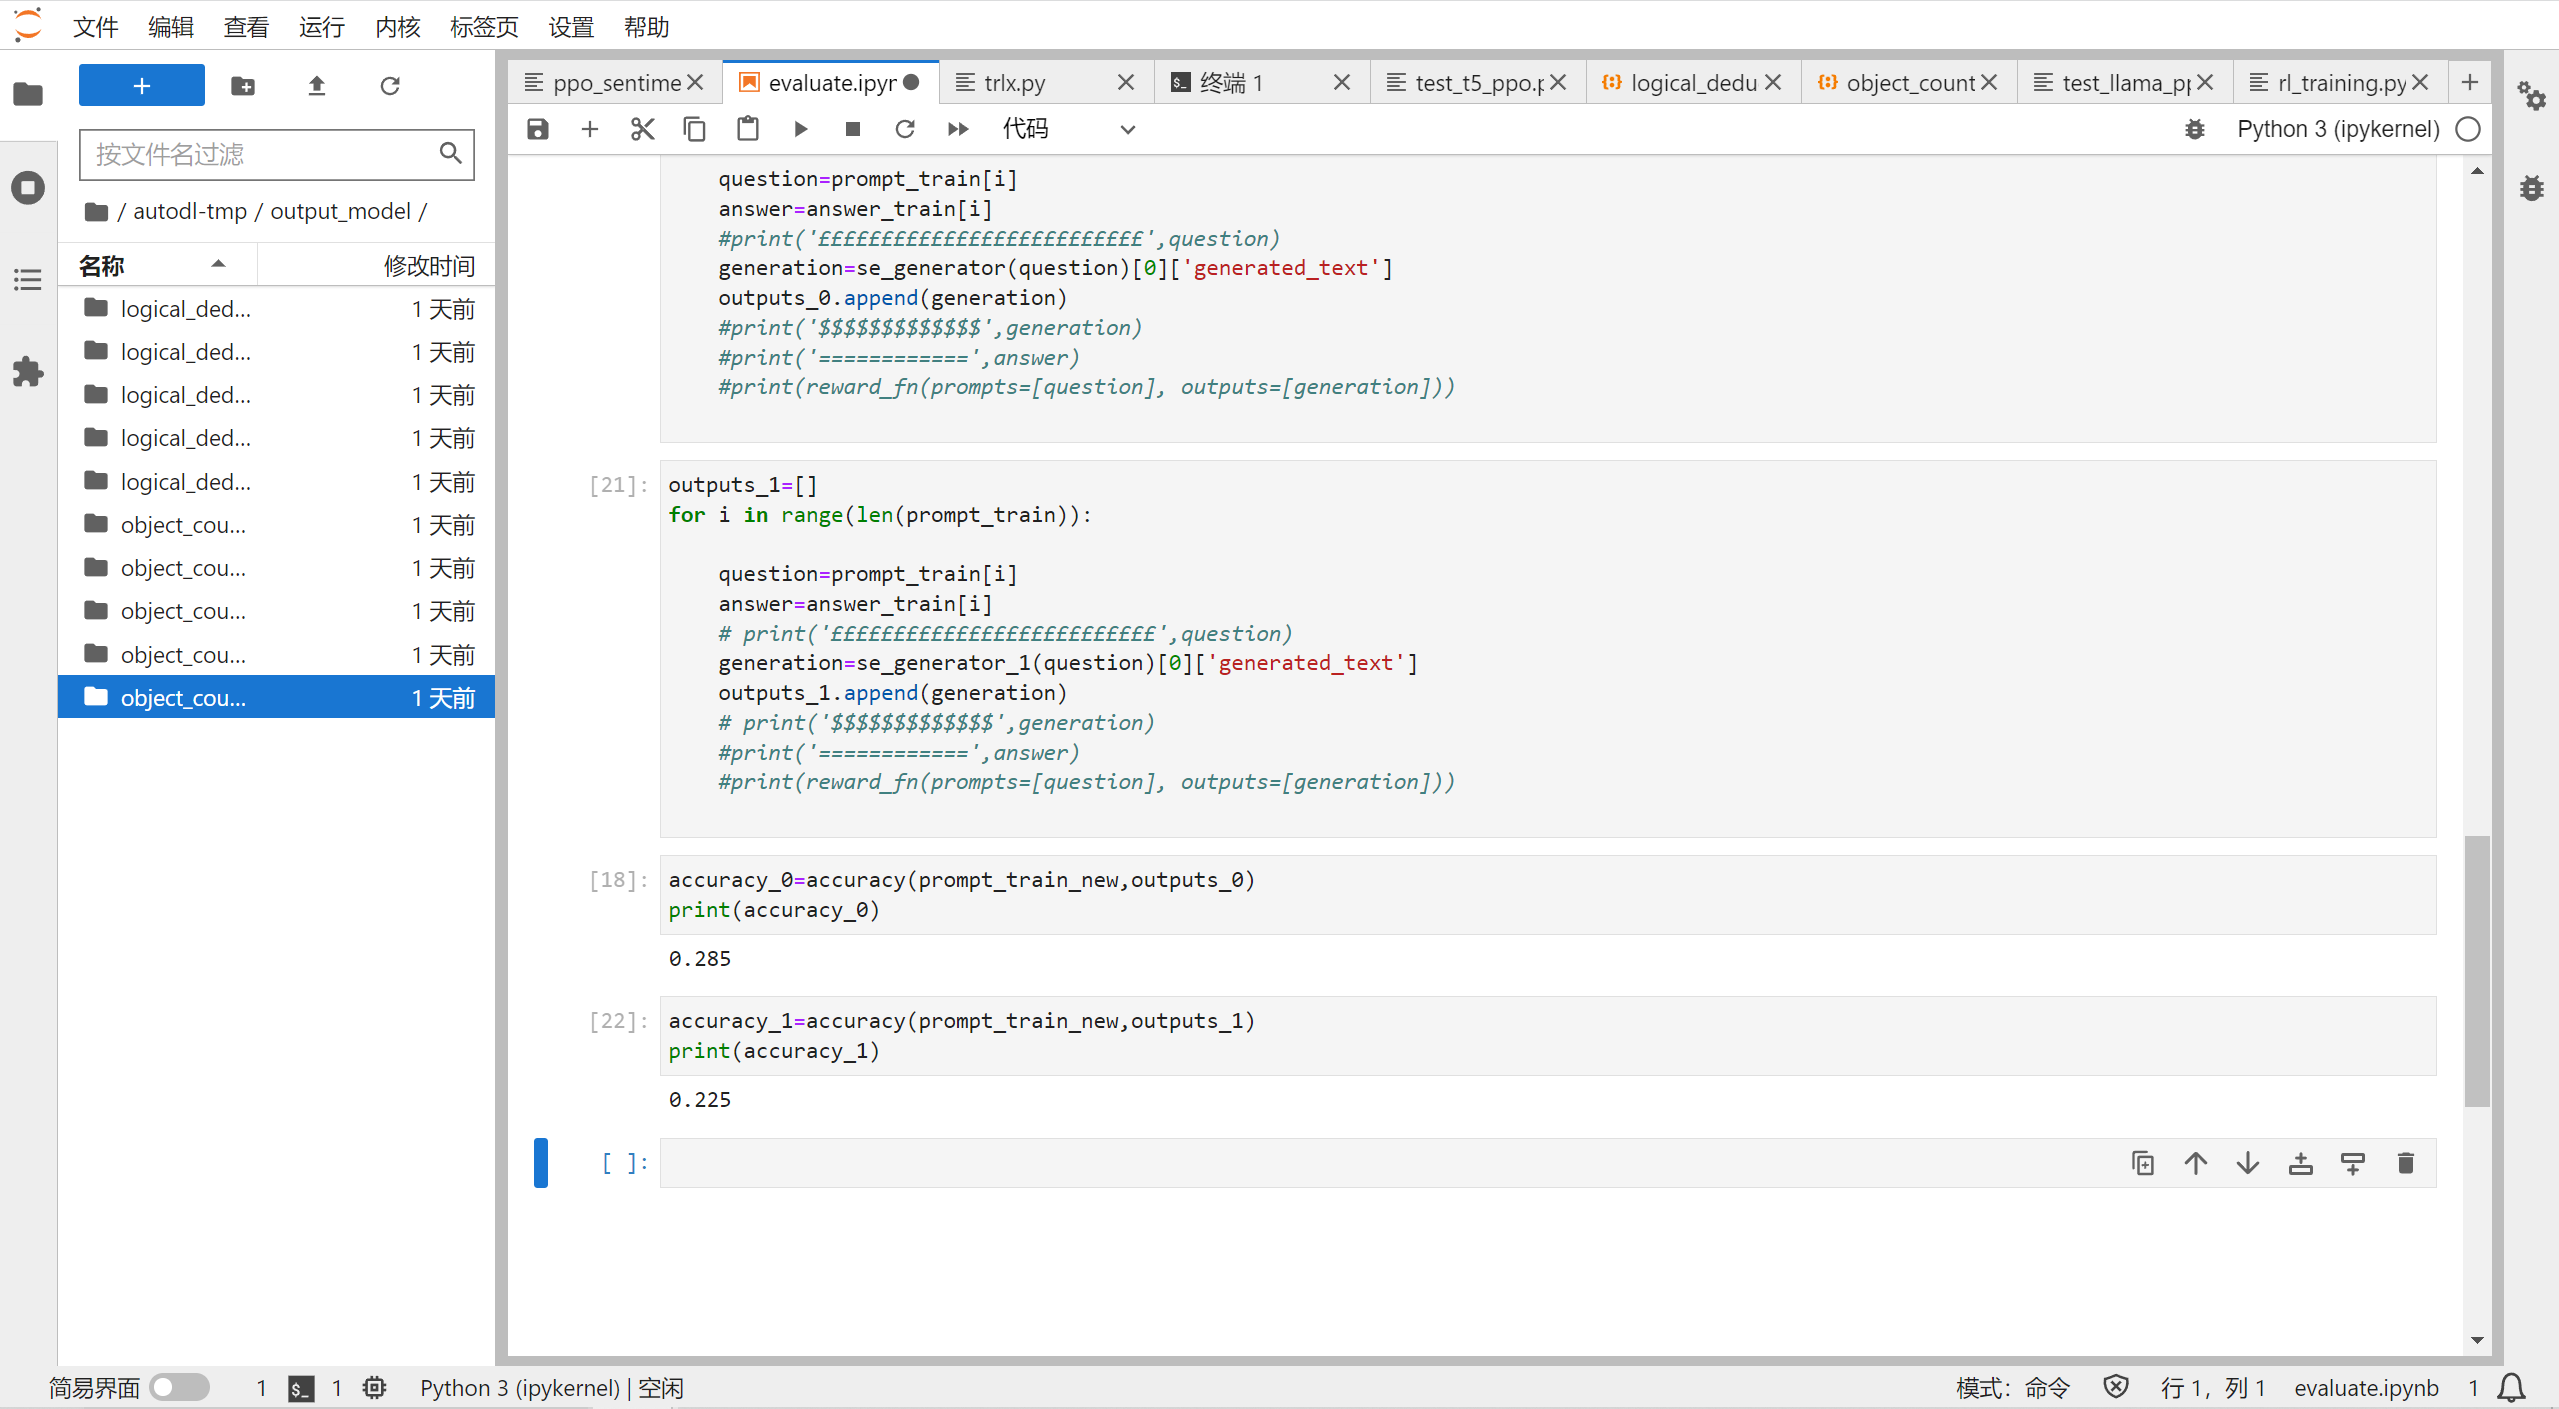 文件 编辑 查看 运行 内核 标签页 设置 帮助
ppo_sentime evaluate.ipyr trlx.py 终端 1 test_t5_ppo.p logical_dedu object_count test_llama_pp rl_training.py
代码 Python 3 (ipykernel)
按文件名过滤
/ autodl-tmp / output_model /
名称 修改时间
logical_ded... 1 天前
logical_ded... 1 天前
logical_ded... 1 天前
logical_ded... 1 天前
logical_ded... 1 天前
object_cou... 1 天前
object_cou... 1 天前
object_cou... 1 天前
object_cou... 1 天前
object_cou... 1 天前
question=prompt_train[i]
answer=answer_train[i]
#print('££££££££££££££££££££££££££',question)
generation=se_generator(question)[0]['generated_text']
outputs_0.append(generation)
#print('$$$$$$$$$$$$$',generation)
#print('============',answer)
#print(reward_fn(prompts=[question], outputs=[generation]))
[21]:
outputs_1=[]
for i in range(len(prompt_train)):
question=prompt_train[i]
answer=answer_train[i]
# print('££££££££££££££££££££££££££',question)
generation=se_generator_1(question)[0]['generated_text']
outputs_1.append(generation)
# print('$$$$$$$$$$$$$',generation)
#print('============',answer)
#print(reward_fn(prompts=[question], outputs=[generation]))
[18]:
accuracy_0=accuracy(prompt_train_new,outputs_0)
print(accuracy_0)
0.285
[22]:
accuracy_1=accuracy(prompt_train_new,outputs_1)
print(accuracy_1)
0.225
[ ]:
简易界面 1 $_ 1 Python 3 (ipykernel) | 空闲 模式：命令 行 1，列 1 evaluate.ipynb 1